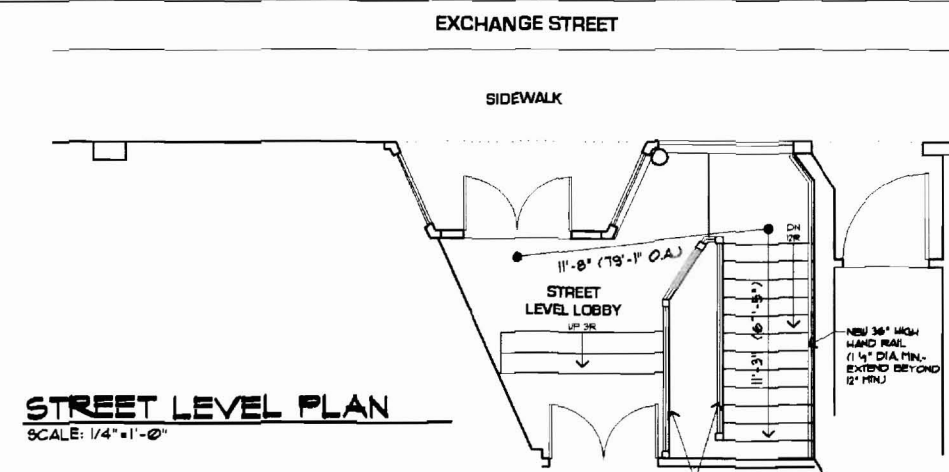 EXCHANGE STREET
SIDEWALK
DN
12R
11'-8" (79'-1" O.A.)
STREET
LEVEL LOBBY
UP 3R
11'-3" (67'-5")
NEW 36" HIGH
HAND RAIL
(1 1/4" DIA. MIN.-
EXTEND BEYOND
12" MIN.)
STREET LEVEL PLAN
SCALE: 1/4"=1'-0"